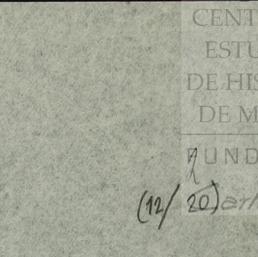 CENT
ESTU
DE HIS
DE M
FUND
(12/20)